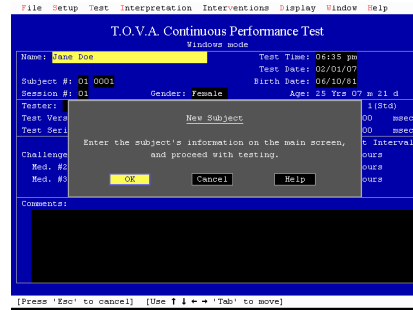 File Setup Test Interpretation Interventions Display Window Help
T.O.V.A. Continuous Performance Test
Windows mode
Name: Jane Doe Test Time: 06:35 pm
Test Date: 02/01/07
Subject #: 01 0001 Birth Date: 06/10/81
Session #: 01 Gender: Female Age: 25 Yrs 07 m 21 d
Tester: 1(Std)
Test Vers 00 msec
Test Seri 00 msec
New Subject
Enter the subject's information on the main screen, t Interval
Challenge and proceed with testing. ours
Med. #2 ours
Med. #3 OK Cancel Help ours
Comments:
[Press 'Esc' to cancel] [Use ↑ ↓ ← → 'Tab' to move]